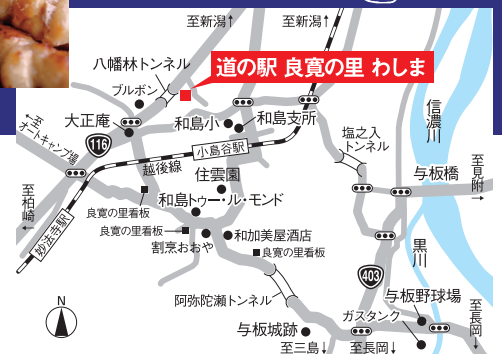 至新潟↑
至新潟↑
八幡林トンネル
道の駅 良寛の里 わしま
ブルボン
大正庵
和島小
和島支所
信濃川
←至オートキャンプ場
116
塩之入
トンネル
小島谷駅
越後線
住雲園
与板橋
至見附→
至柏崎←
和島トゥー・ル・モンド
良寛の里看板
妙法寺駅
良寛の里看板
割烹おおや
和加美屋酒店
良寛の里看板
黒川
403
阿弥陀瀬トンネル
与板野球場
ガスタンク
至長岡→
N
与板城跡
至三島↓
至長岡↓